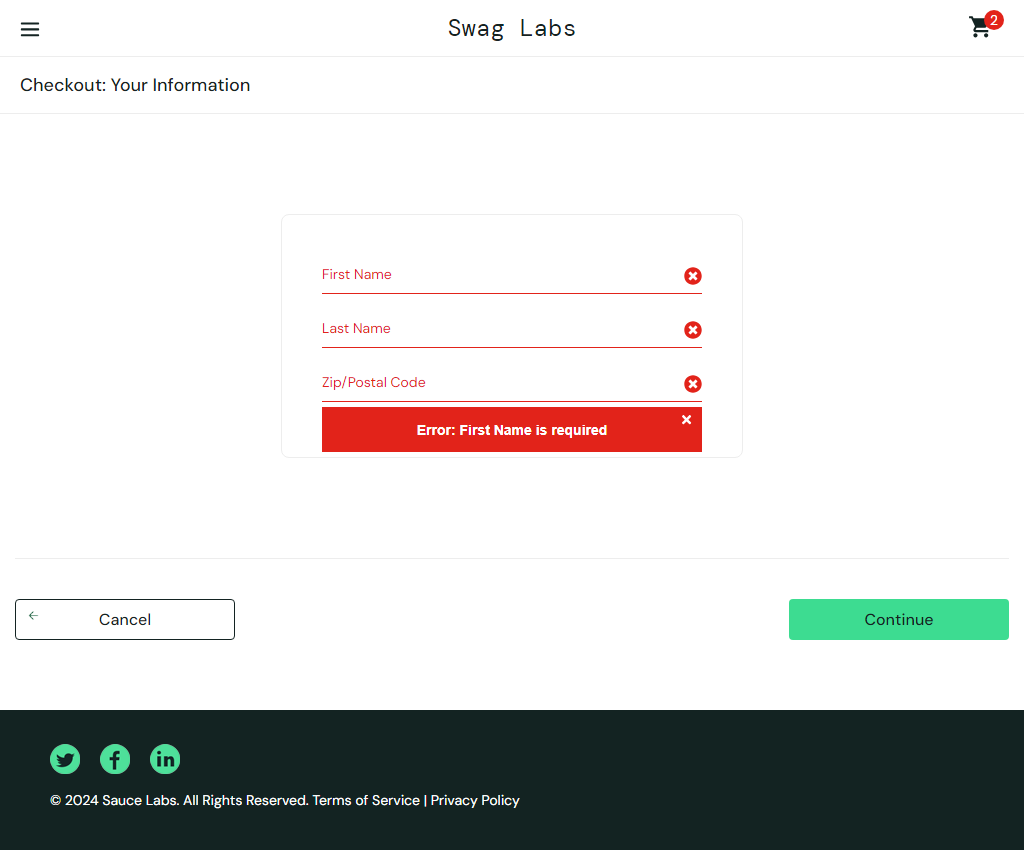 Swag Labs
2
Checkout: Your Information
First Name
Last Name
Zip/Postal Code
Error: First Name is required
Cancel
Continue
© 2024 Sauce Labs. All Rights Reserved. Terms of Service | Privacy Policy